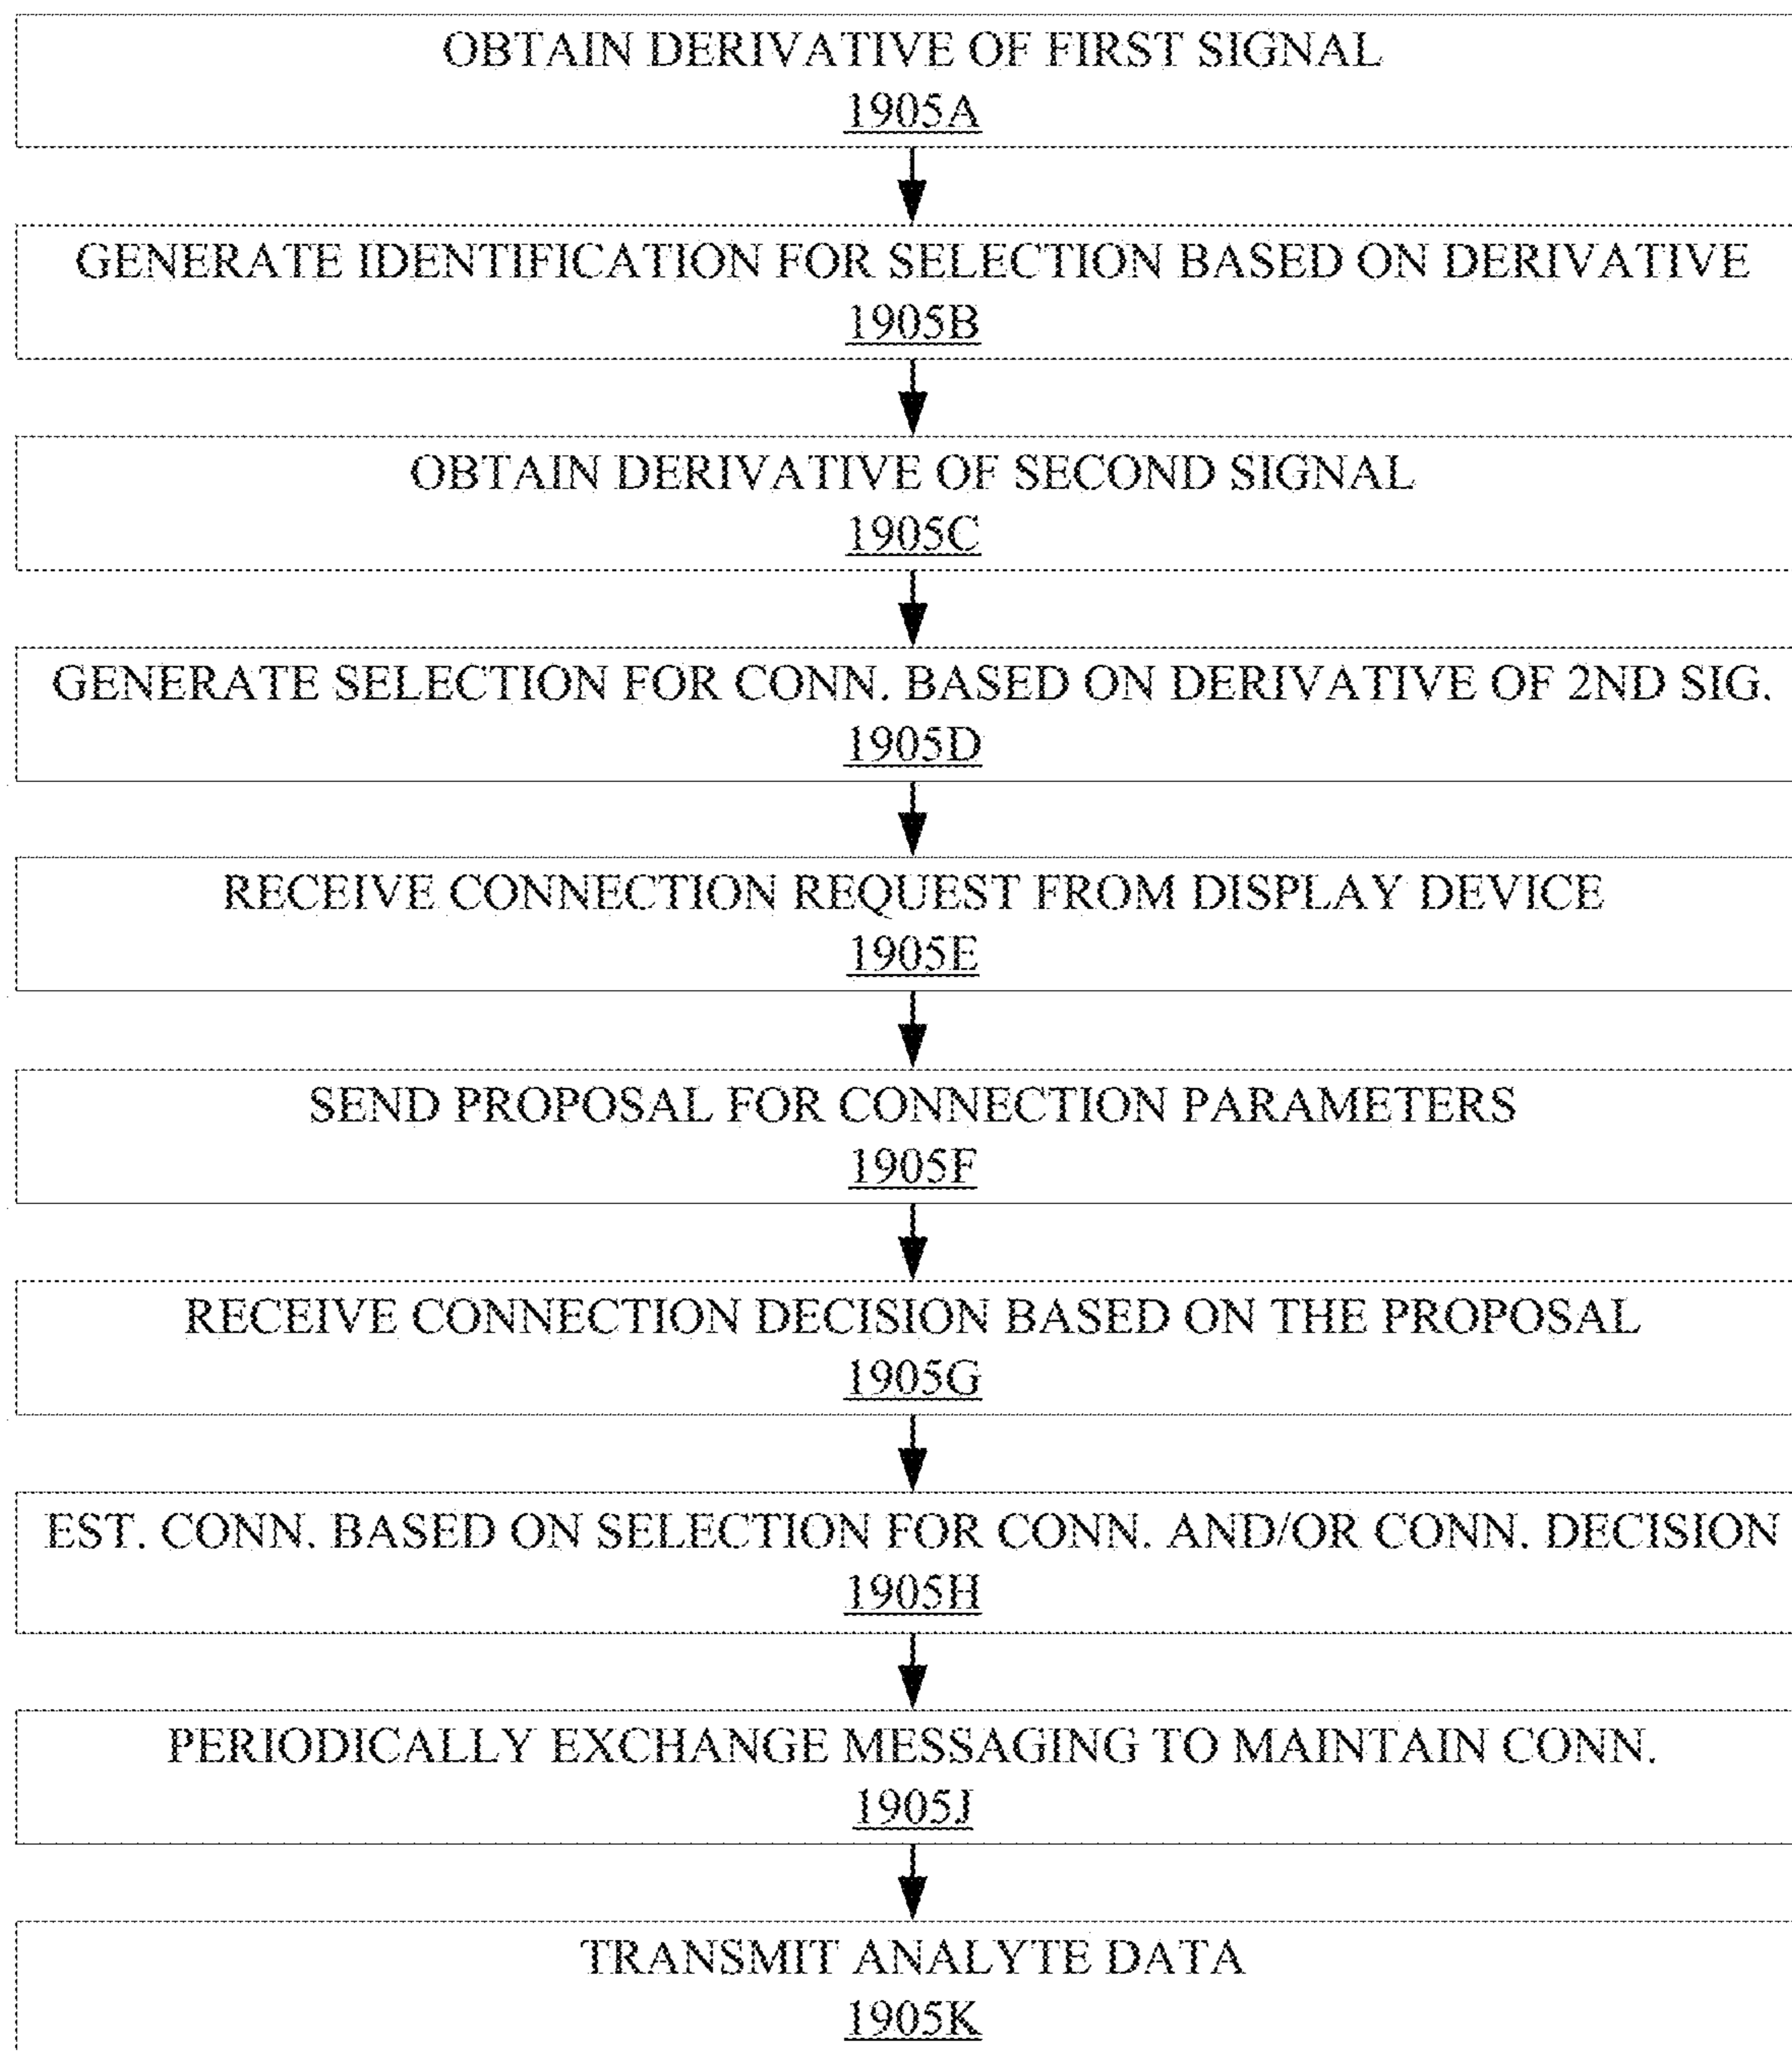 OBTAIN DERIVATIVE OF FIRST SIGNAL
1905A
GENERATE IDENTIFICATION FOR SELECTION BASED ON DERIVATIVE
1905B
OBTAIN DERIVATIVE OF SECOND SIGNAL
1905C
GENERATE SELECTION FOR CONN. BASED ON DERIVATIVE OF 2ND SIG.
1905D
RECEIVE CONNECTION REQUEST FROM DISPLAY DEVICE
1905E
SEND PROPOSAL FOR CONNECTION PARAMETERS
1905F
RECEIVE CONNECTION DECISION BASED ON THE PROPOSAL
1905G
EST. CONN. BASED ON SELECTION FOR CONN. AND/OR CONN. DECISION
1905H
PERIODICALLY EXCHANGE MESSAGING TO MAINTAIN CONN.
1905J
TRANSMIT ANALYTE DATA
1905K